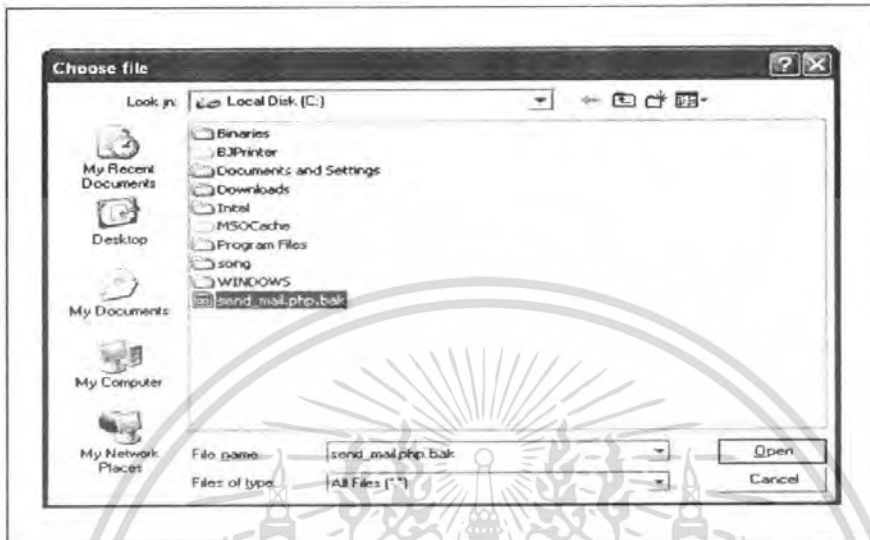 Choose file
Look in: Local Disk (C:)
My Recent
Documents
Desktop
My Documents
My Computer
My Network
Places
Binaries
BJPrinter
Documents and Settings
Downloads
Intel
MSOCache
Program Files
song
WINDOWS
send_mail.php.bak
File name: send_mail.php.bak
Files of type: All Files (*.*)
Open
Cancel